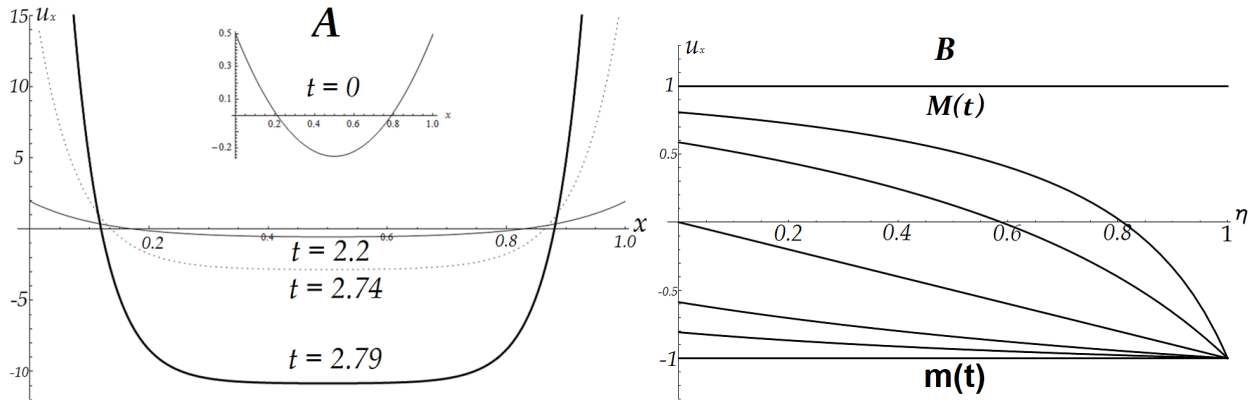 15 uₓ
A
0.5
0.3
t = 0
10
0.1
0.2 0.4 0.6 0.8 1.0 x
-0.2
5
0.2 0.4 0.6 0.8 1.0 x
t = 2.2
t = 2.74
-5
t = 2.79
-10
uₓ
B
1
M(t)
0.5
η
0.2 0.4 0.6 0.8 1
-0.5
-1
m(t)